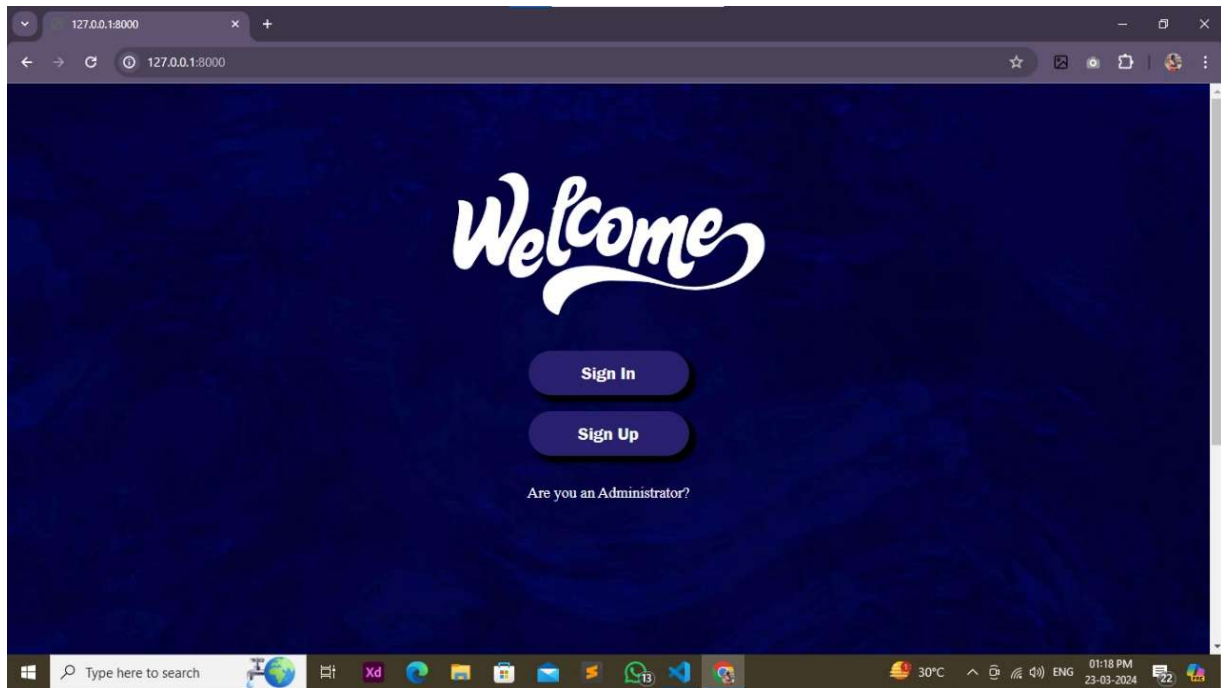 127.0.0.1:8000
127.0.0.1:8000
Welcome
Sign In
Sign Up
Are you an Administrator?
Type here to search
Xd
13
30°C
ENG
01:18 PM
23-03-2024
22